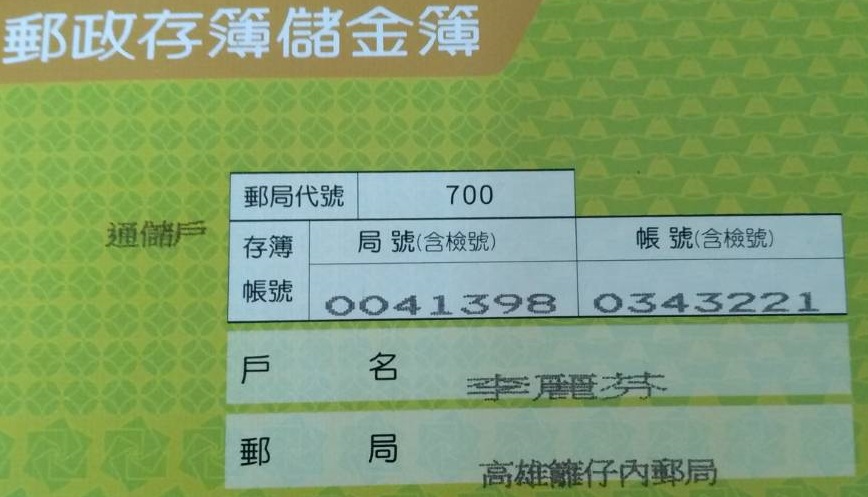 郵政存簿儲金簿
郵局代號 700
通儲戶
存簿帳號 局號(含檢號) 帳號(含檢號)
0041398 0343221
戶名 李麗芬
郵局 高雄籬仔內郵局